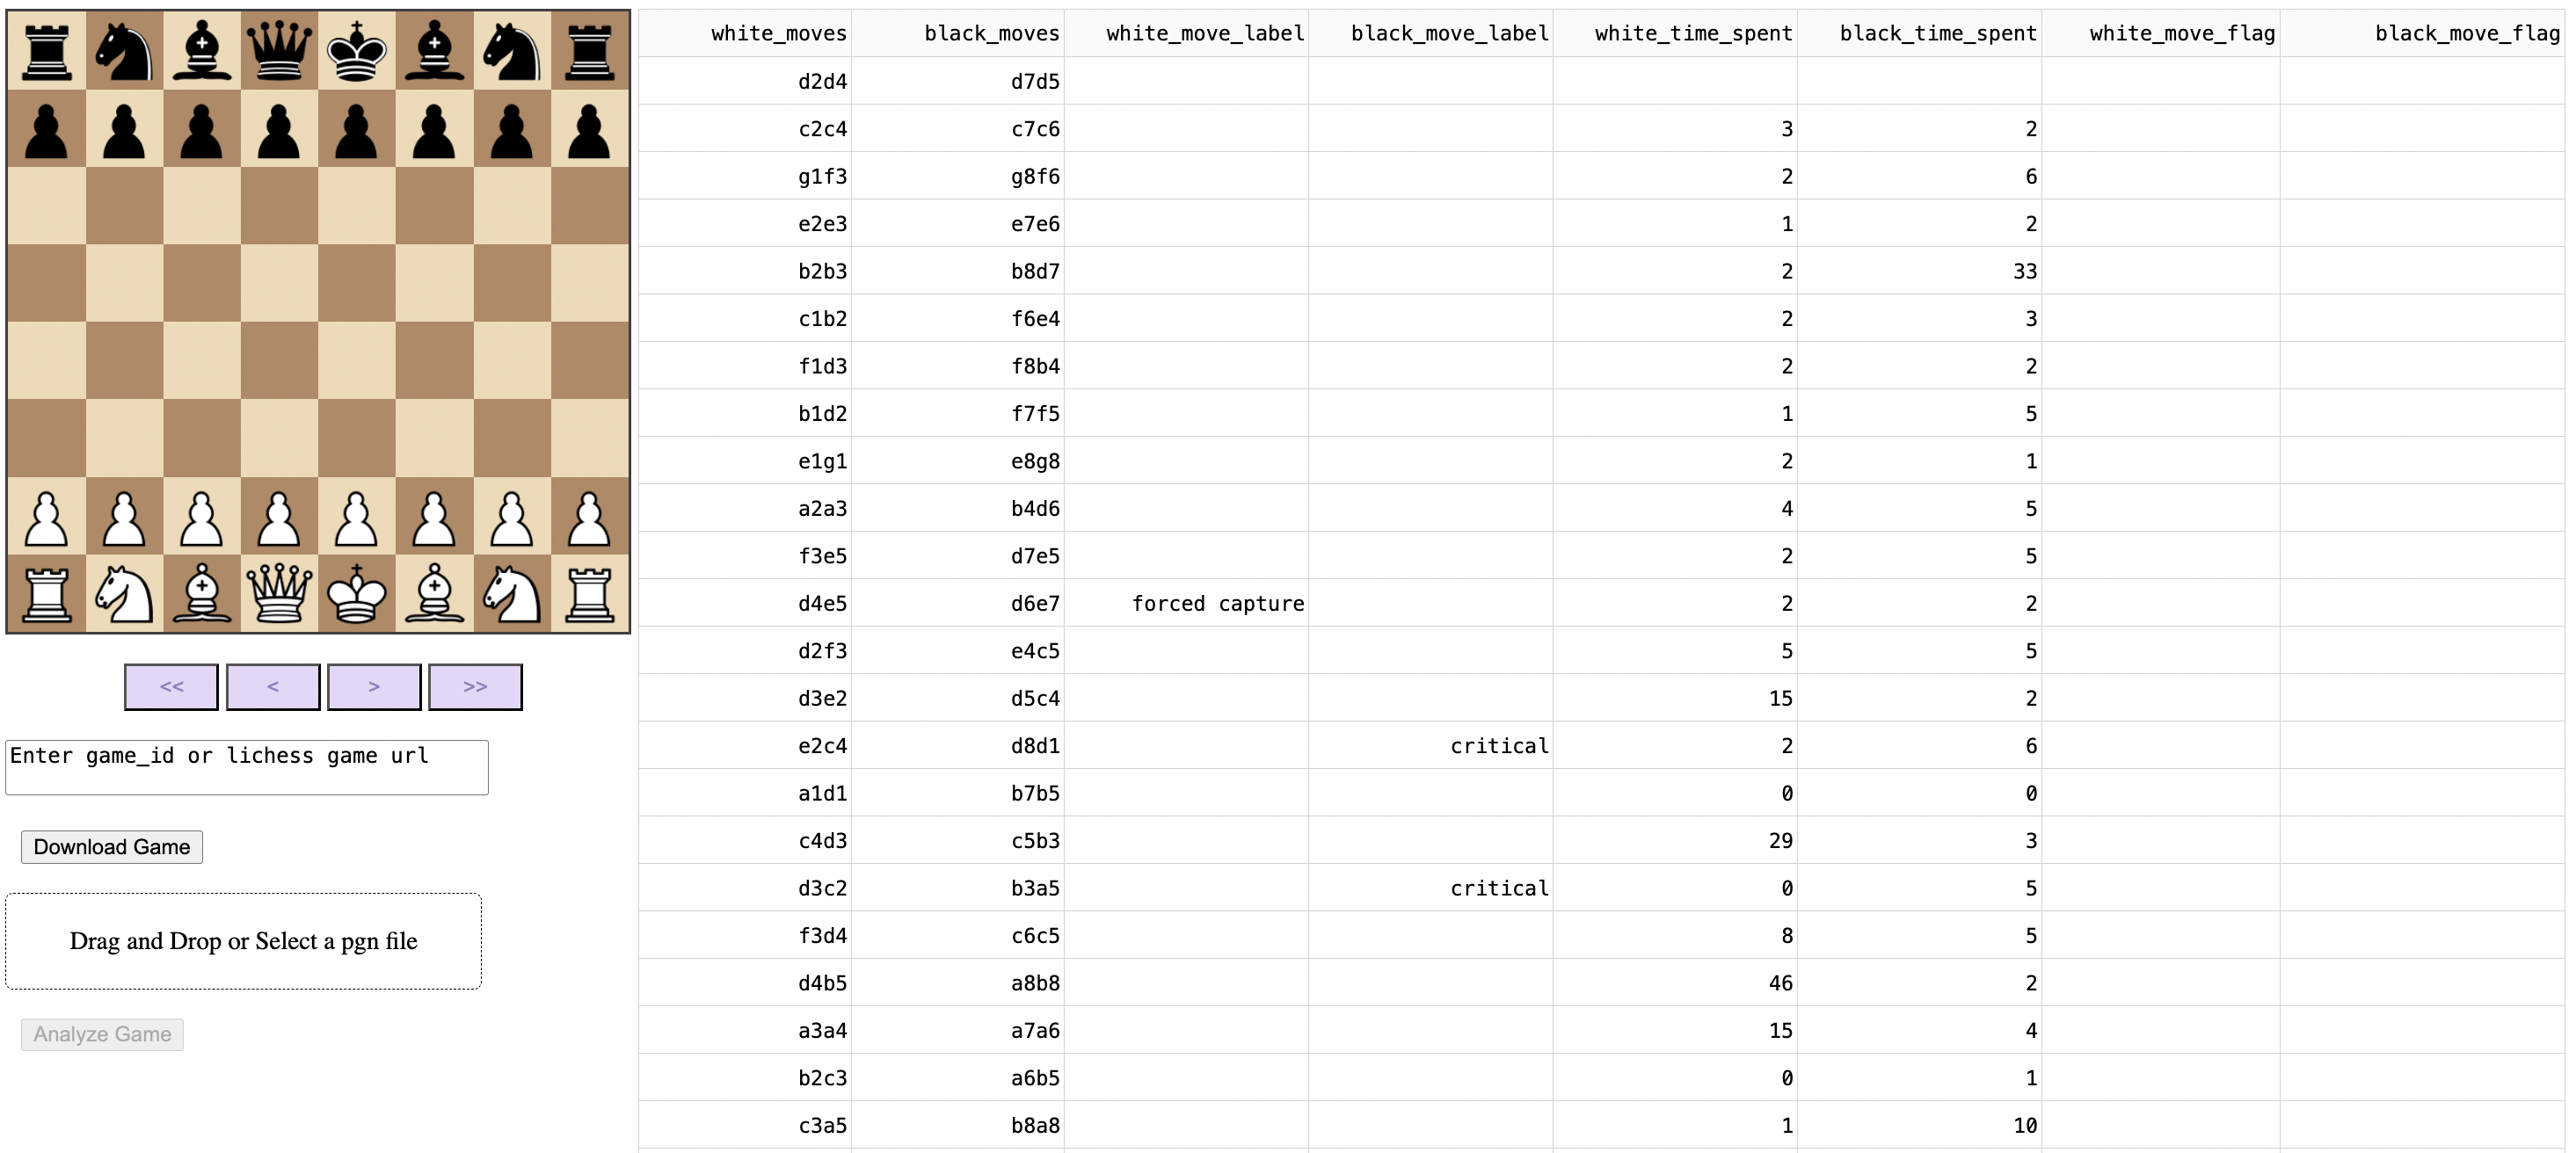 white_moves black_moves white_move_label black_move_label white_time_spent black_time_spent white_move_flag black_move_flag
d2d4 d7d5
c2c4 c7c6 3 2
g1f3 g8f6 2 6
e2e3 e7e6 1 2
b2b3 b8d7 2 33
c1b2 f6e4 2 3
f1d3 f8b4 2 2
b1d2 f7f5 1 5
e1g1 e8g8 2 1
a2a3 b4d6 4 5
f3e5 d7e5 2 5
d4e5 d6e7 forced capture 2 2
d2f3 e4c5 5 5
d3e2 d5c4 15 2
e2c4 d8d1 critical 2 6
a1d1 b7b5 0 0
c4d3 c5b3 29 3
d3c2 b3a5 critical 0 5
f3d4 c6c5 8 5
d4b5 a8b8 46 2
a3a4 a7a6 15 4
b2c3 a6b5 0 1
c3a5 b8a8 1 10
<< < > >>
Enter game_id or lichess game url
Download Game
Drag and Drop or Select a pgn file
Analyze Game